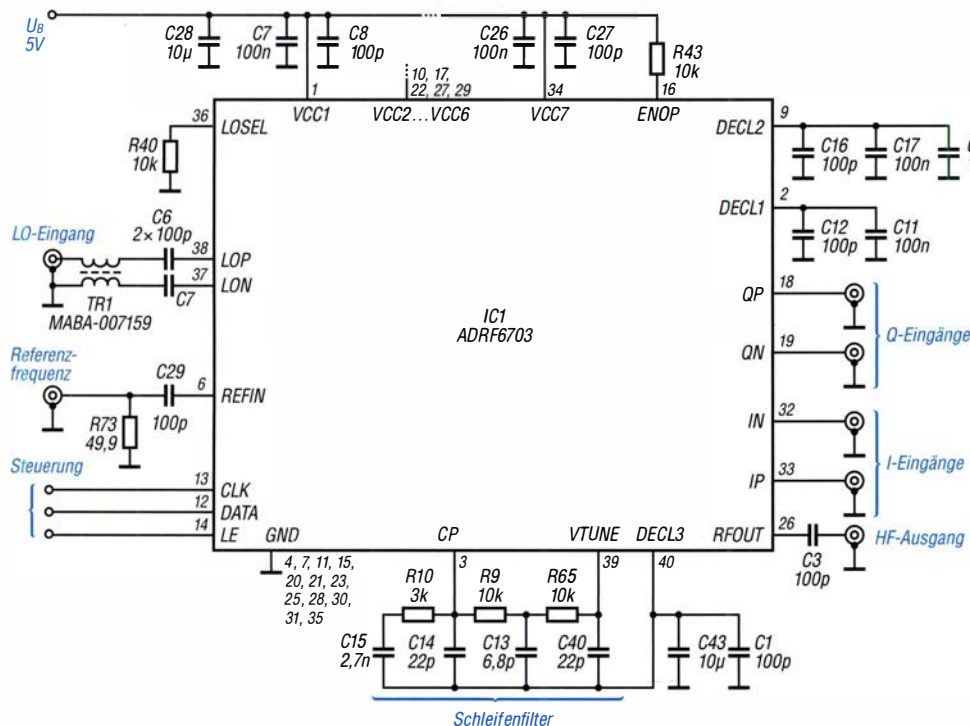 UB
5V
C28
10µ
C7
100n
C8
100p
C26
100n
C27
100p
R43
10k
1
10, 17,
22, 27, 29
34
16
VCC1
VCC2...VCC6
VCC7
ENOP
36
LOSEL
R40
10k
DECL2
9
C16
100p
C17
100n
DECL1
2
C12
100p
C11
100n
LO-Eingang
C6
2×100p
38
LOP
37
LON
C7
TR1
MABA-007159
IC1
ADRF6703
QP
18
QN
19
Q-Eingänge
Referenz-
frequenz
C29
100p
6
REFIN
R73
49,9
IN
32
IP
33
I-Eingänge
Steuerung
13
CLK
12
DATA
14
LE
GND
4, 7, 11, 15,
20, 21, 23,
25, 28, 30,
31, 35
CP
3
VTUNE
39
DECL3
40
RFOUT
26
C3
100p
HF-Ausgang
R10
3k
R9
10k
R65
10k
C15
2,7n
C14
22p
C13
6,8p
C40
22p
C43
10µ
C1
100p
Schleifenfilter